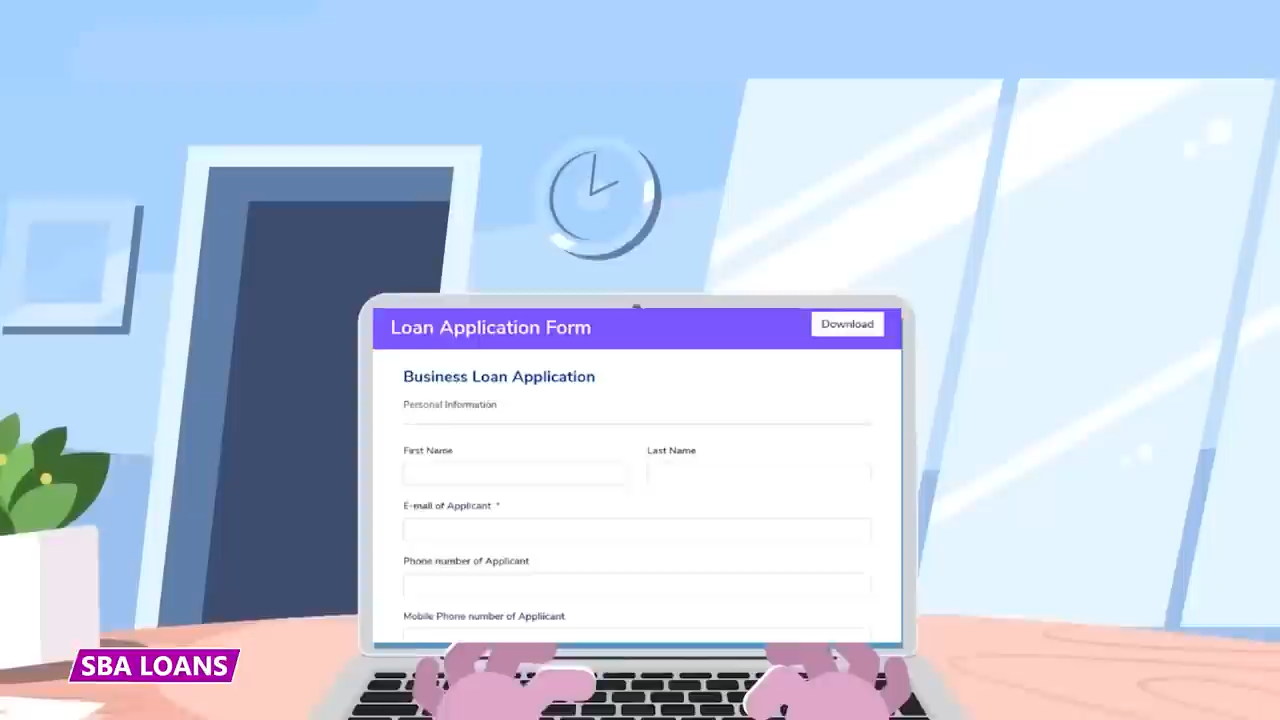 Loan Application Form
Download
Business Loan Application
Personal Information
First Name Last Name
E-mail of Applicant *
Phone number of Applicant
Mobile Phone number of Appliicant
SBA LOANS